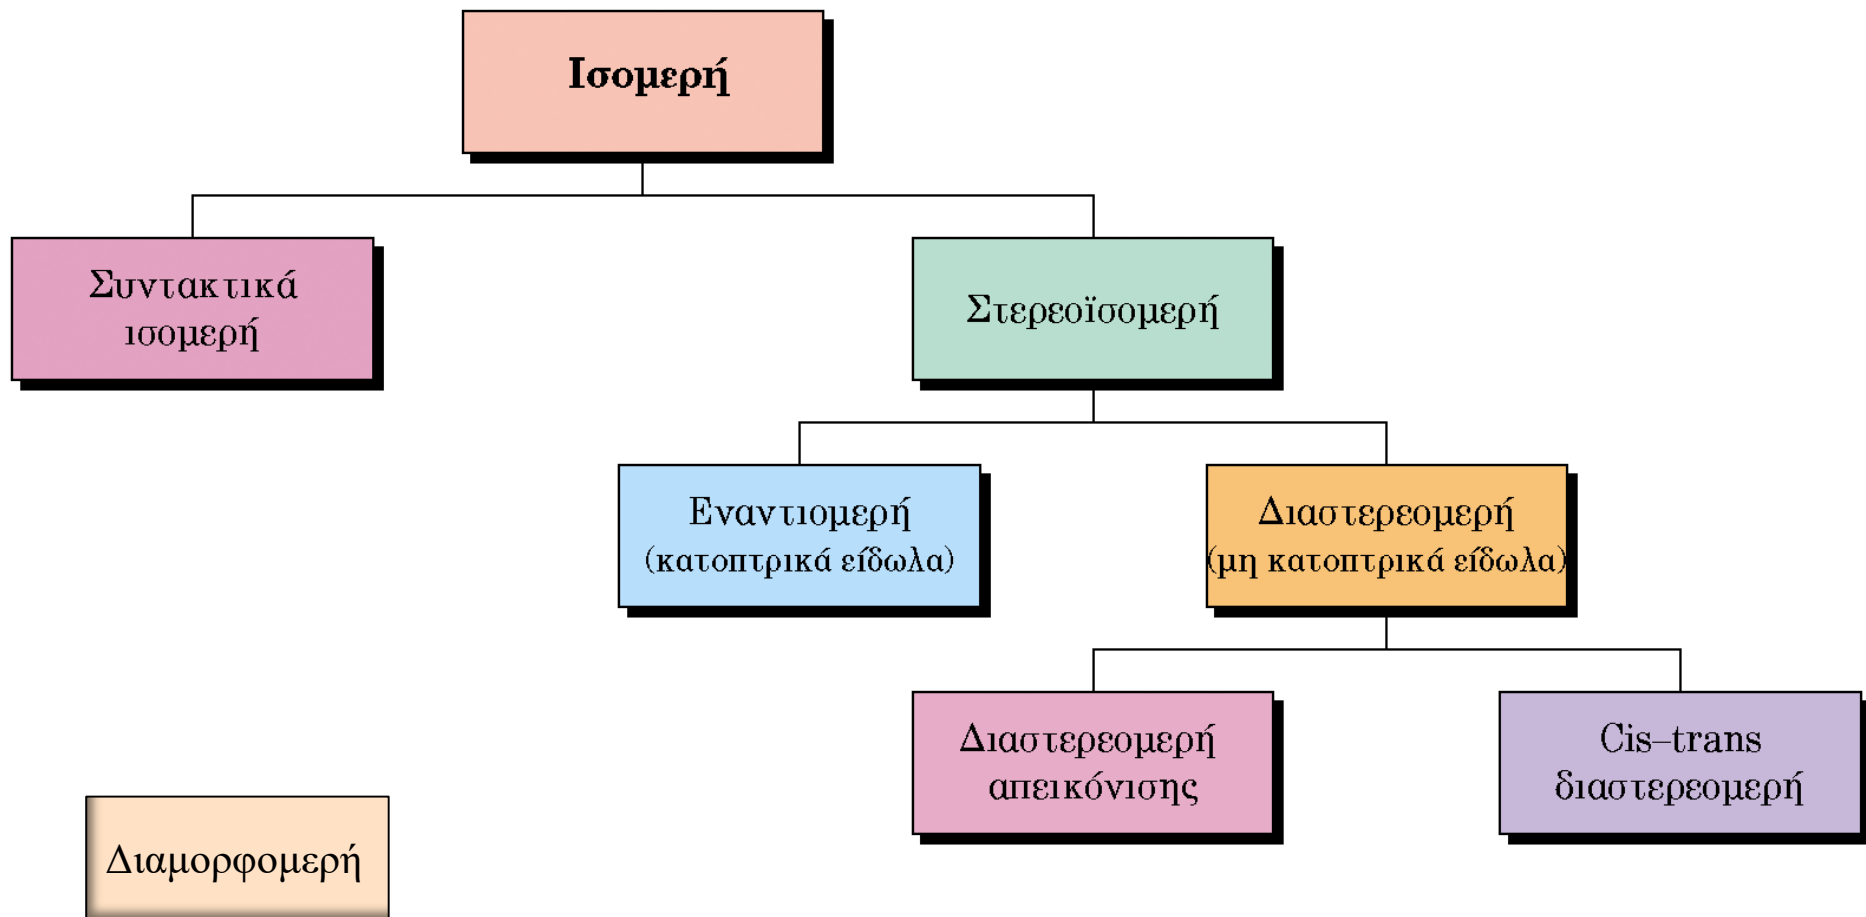 Ισομερή
Συντακτικά
ισομερή
Στερεοϊσομερή
Εναντιομερή
(κατοπτρικά είδωλα)
Διαστερεομερή
(μη κατοπτρικά είδωλα)
Διαστερεομερή
απεικόνισης
Cis–trans
διαστερεομερή
Διαμορφομερή